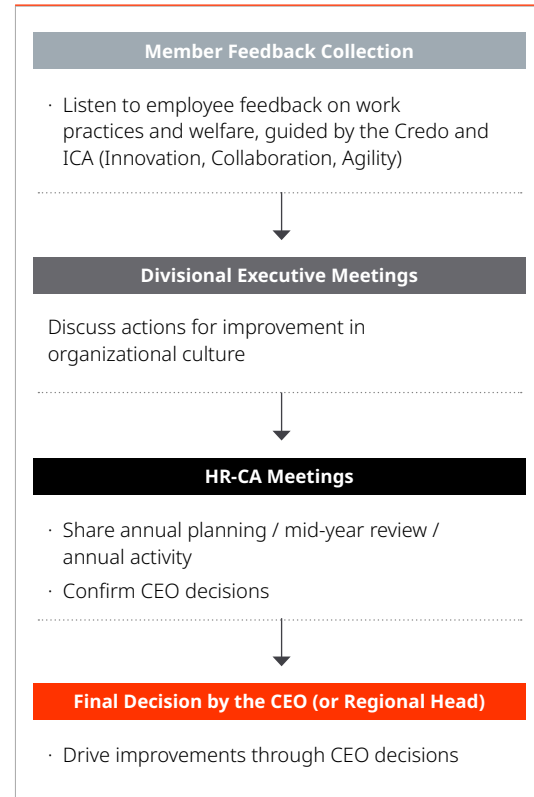 Member Feedback Collection
· Listen to employee feedback on work
practices and welfare, guided by the Credo and
ICA (Innovation, Collaboration, Agility)
Divisional Executive Meetings
Discuss actions for improvement in
organizational culture
HR-CA Meetings
· Share annual planning / mid-year review /
annual activity
· Confirm CEO decisions
Final Decision by the CEO (or Regional Head)
· Drive improvements through CEO decisions